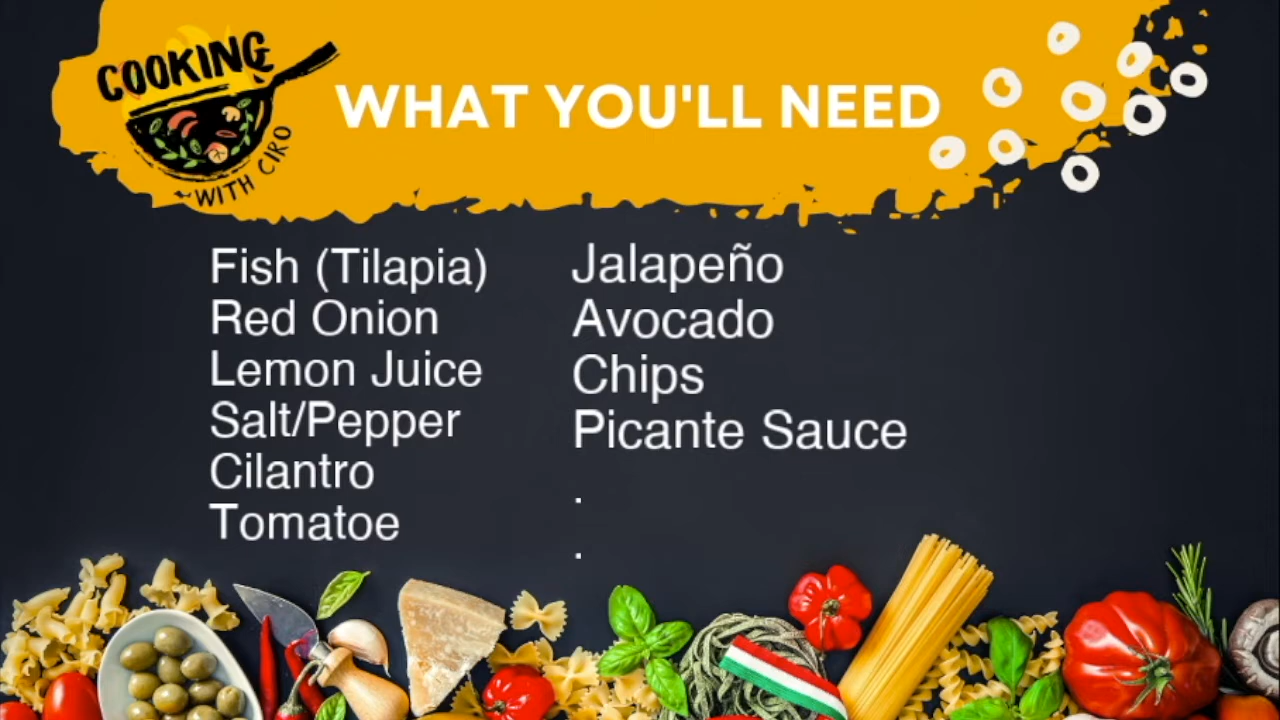 COOKING
WITH CIRO
WHAT YOU'LL NEED
Fish (Tilapia)
Red Onion
Lemon Juice
Salt/Pepper
Cilantro
Tomatoe
Jalapeño
Avocado
Chips
Picante Sauce
.
.